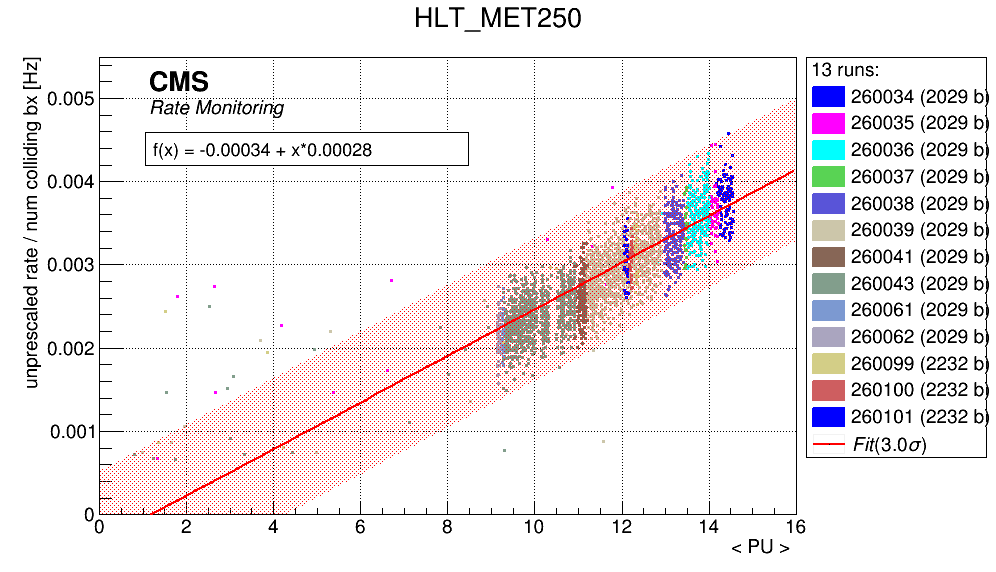 HLT_MET250
unprescaled rate / num colliding bx [Hz]
CMS
Rate Monitoring
f(x) = -0.00034 + x*0.00028
0.005
0.004
0.003
0.002
0.001
0
0 2 4 6 8 10 12 14 16
< PU >
13 runs:
260034 (2029 b)
260035 (2029 b)
260036 (2029 b)
260037 (2029 b)
260038 (2029 b)
260039 (2029 b)
260041 (2029 b)
260043 (2029 b)
260061 (2029 b)
260062 (2029 b)
260099 (2232 b)
260100 (2232 b)
260101 (2232 b)
Fit(3.0σ)